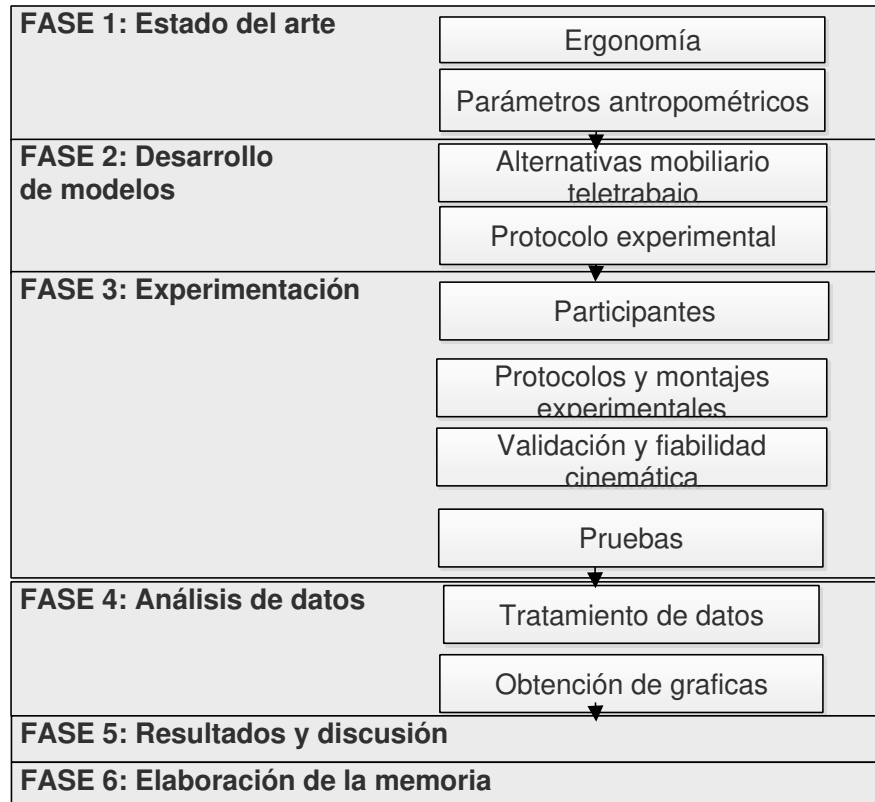 FASE 1: Estado del arte
Ergonomía
Parámetros antropométricos
FASE 2: Desarrollo
de modelos
Alternativas mobiliario
teletrabajo
Protocolo experimental
FASE 3: Experimentación
Participantes
Protocolos y montajes
experimentales
Validación y fiabilidad
cinemática
Pruebas
FASE 4: Análisis de datos
Tratamiento de datos
Obtención de graficas
FASE 5: Resultados y discusión
FASE 6: Elaboración de la memoria